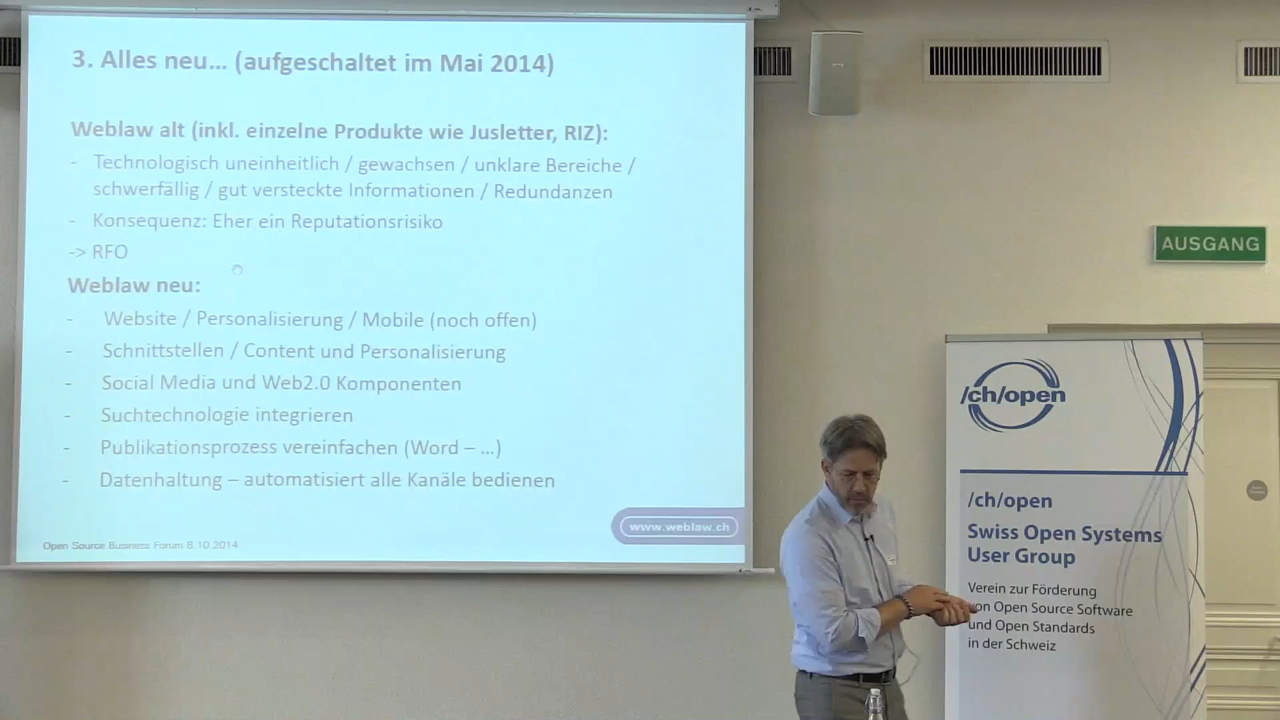 3. Alles neu... (aufgeschaltet im Mai 2014)
Weblaw alt (inkl. einzelne Produkte wie Jusletter, RIZ):
- Technologisch uneinheitlich / gewachsen / unklare Bereiche /
schwerfällig / gut versteckte Informationen / Redundanzen
- Konsequenz: Eher ein Reputationsrisiko
-> RFO
Weblaw neu:
- Website / Personalisierung / Mobile (noch offen)
- Schnittstellen / Content und Personalisierung
- Social Media und Web2.0 Komponenten
- Suchtechnologie integrieren
- Publikationsprozess vereinfachen (Word – ...)
- Datenhaltung – automatisiert alle Kanäle bedienen
www.weblaw.ch
Open Source Business Forum 8.10.2014
AUSGANG
/ch/open
/ch/open
Swiss Open Systems
User Group
Verein zur Förderung
von Open Source Software
und Open Standards
in der Schweiz